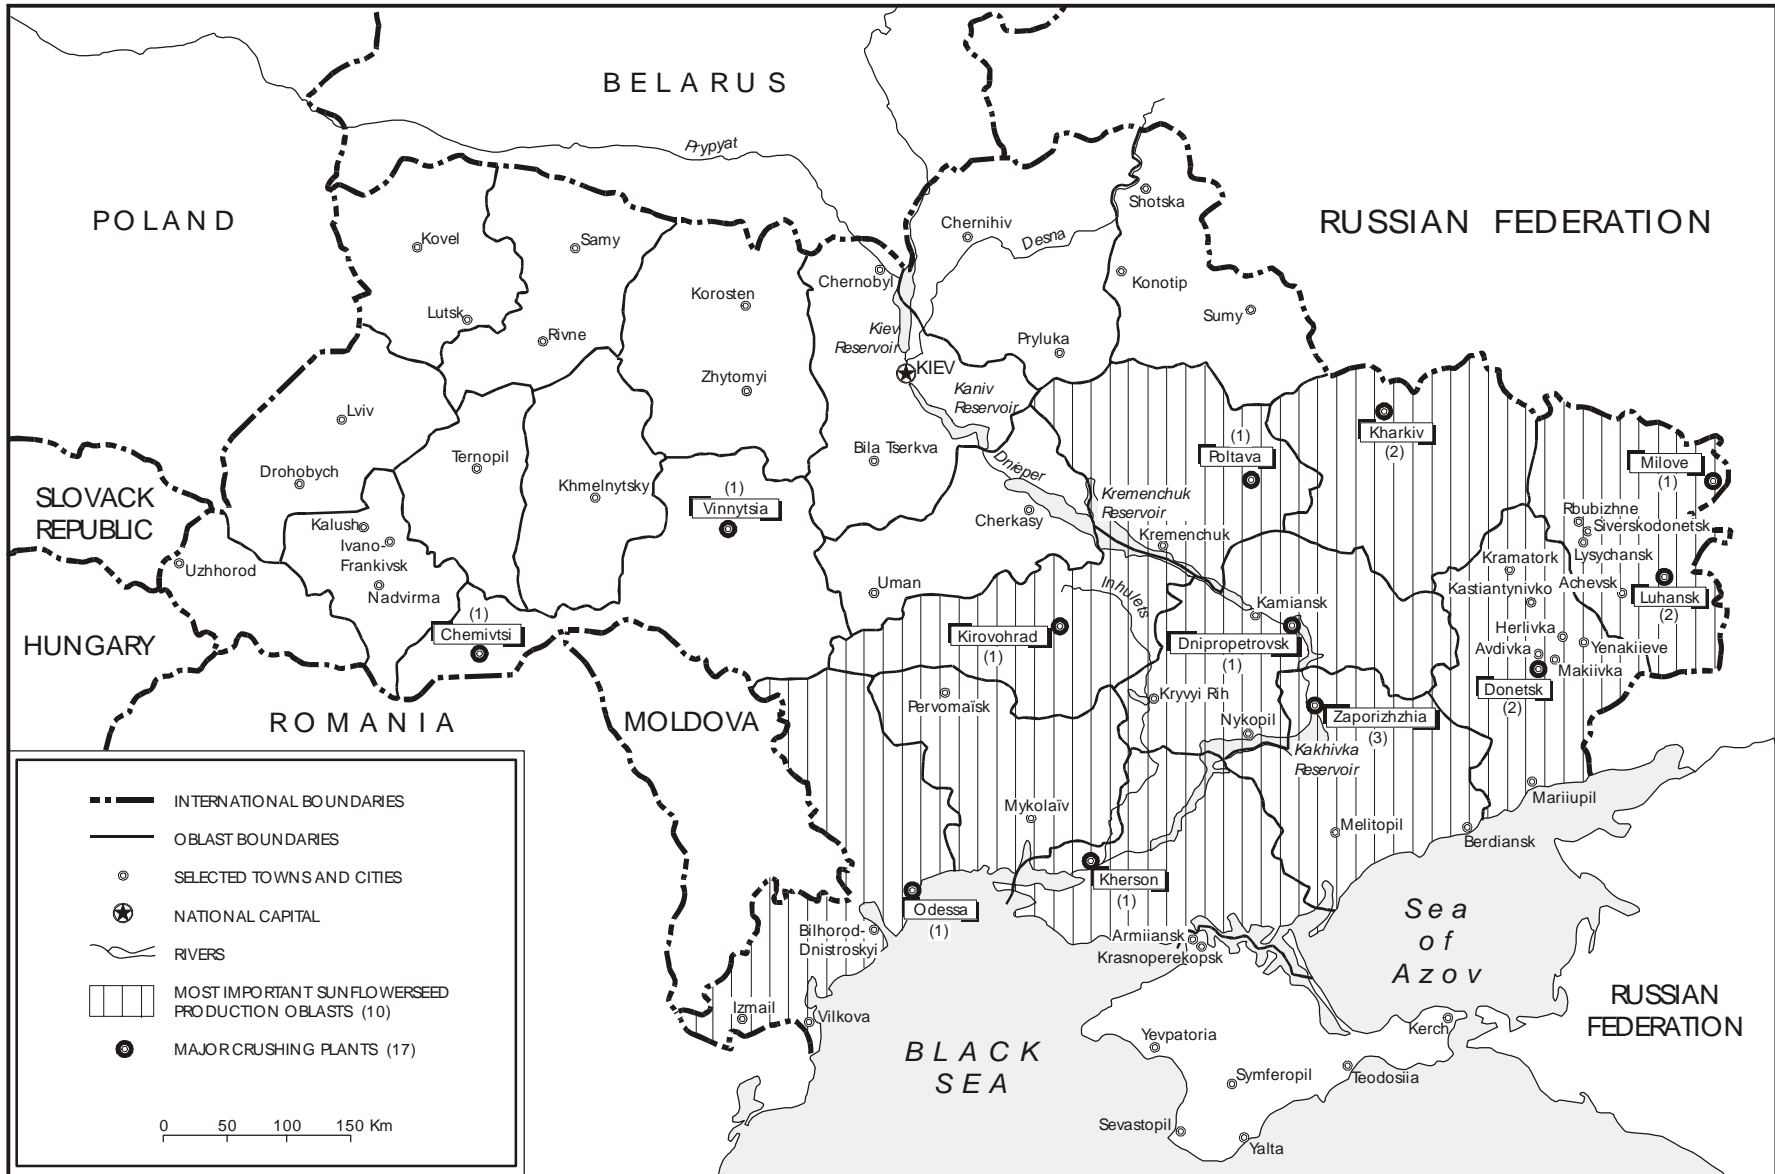 BELARUS
Prypyat
POLAND
RUSSIAN FEDERATION
Shotska
Chernihiv
Desna
Kovel
Samy
Chernobyl
Konotip
Korosten
Lutsk
Sumy
Rivne
Kiev
Reservoir
Pryluka
KIEV
Zhytomyi
Kaniv
Reservoir
Lviv
(1)
Poltava
Kharkiv
(2)
Bila Tserkva
Ternopil
Drohobych
Dnieper
Milove
(1)
SLOVACK
REPUBLIC
Khmelnytsky
(1)
Vinnytsia
Kremenchuk
Reservoir
Cherkasy
Kremenchuk
Rbubizhne
Siverskodonetsk
Lysychansk
Kalush
Ivano-
Frankivsk
Uzhhorod
Nadvirma
Uman
Inhulets
Kramatork
Kastiantynivko
Achevsk
Luhansk
(2)
Kamiansk
(1)
Chemivtsi
Kirovohrad
(1)
Dnipropetrovsk
(1)
Herlivka
Avdivka
Yenakiieve
Makiivka
HUNGARY
Donetsk
(2)
ROMANIA
MOLDOVA
Pervomaïsk
Kryvyi Rih
Nykopil
Zaporizhzhia
(3)
Kakhivka
Reservoir
Mykolaïv
Melitopil
Mariiupil
Berdiansk
Kherson
(1)
Odessa
(1)
Bilhorod-
Dnistroskyi
Armiiansk
Krasnoperekopsk
Sea
of
Azov
RUSSIAN
FEDERATION
Izmail
Vilkova
BLACK
SEA
Yevpatoria
Kerch
Symferopil
Teodosiia
Sevastopil
Yalta
INTERNATIONAL BOUNDARIES
OBLAST BOUNDARIES
SELECTED TOWNS AND CITIES
NATIONAL CAPITAL
RIVERS
MOST IMPORTANT SUNFLOWERSEED
PRODUCTION OBLASTS (10)
MAJOR CRUSHING PLANTS (17)
0 50 100 150 Km